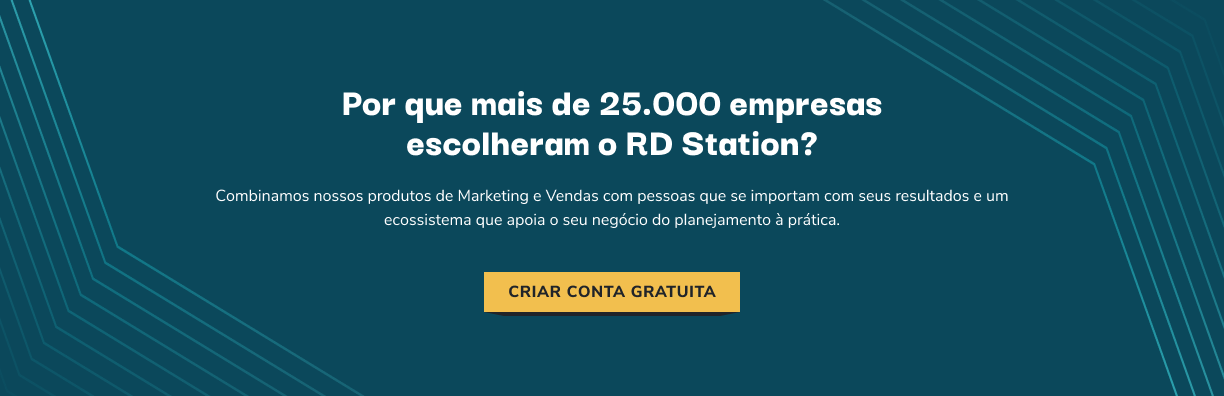 Por que mais de 25.000 empresas
escolheram o RD Station?
Combinamos nossos produtos de Marketing e Vendas com pessoas que se importam com seus resultados e um
ecossistema que apoia o seu negócio do planejamento à prática.
CRIAR CONTA GRATUITA